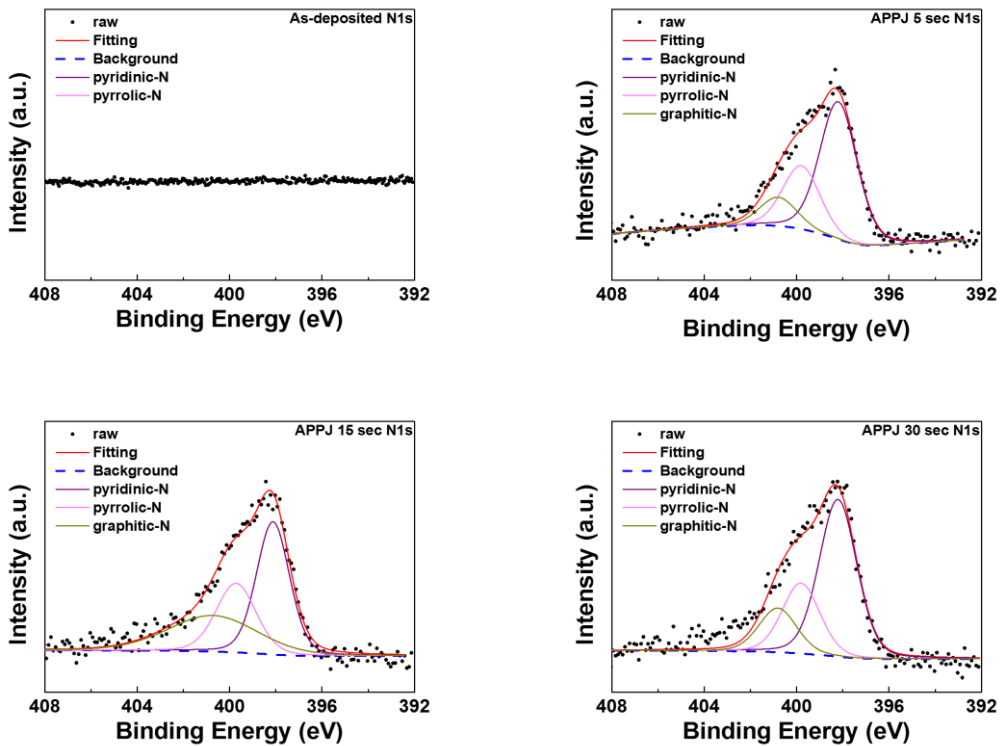 As-deposited N1s
raw
Fitting
Background
pyridinic-N
pyrrolic-N
Intensity (a.u.)
408 404 400 396 392
Binding Energy (eV)
APPJ 5 sec N1s
raw
Fitting
Background
pyridinic-N
pyrrolic-N
graphitic-N
Intensity (a.u.)
408 404 400 396 392
Binding Energy (eV)
APPJ 15 sec N1s
raw
Fitting
Background
pyridinic-N
pyrrolic-N
graphitic-N
Intensity (a.u.)
408 404 400 396 392
Binding Energy (eV)
APPJ 30 sec N1s
raw
Fitting
Background
pyridinic-N
pyrrolic-N
graphitic-N
Intensity (a.u.)
408 404 400 396 392
Binding Energy (eV)